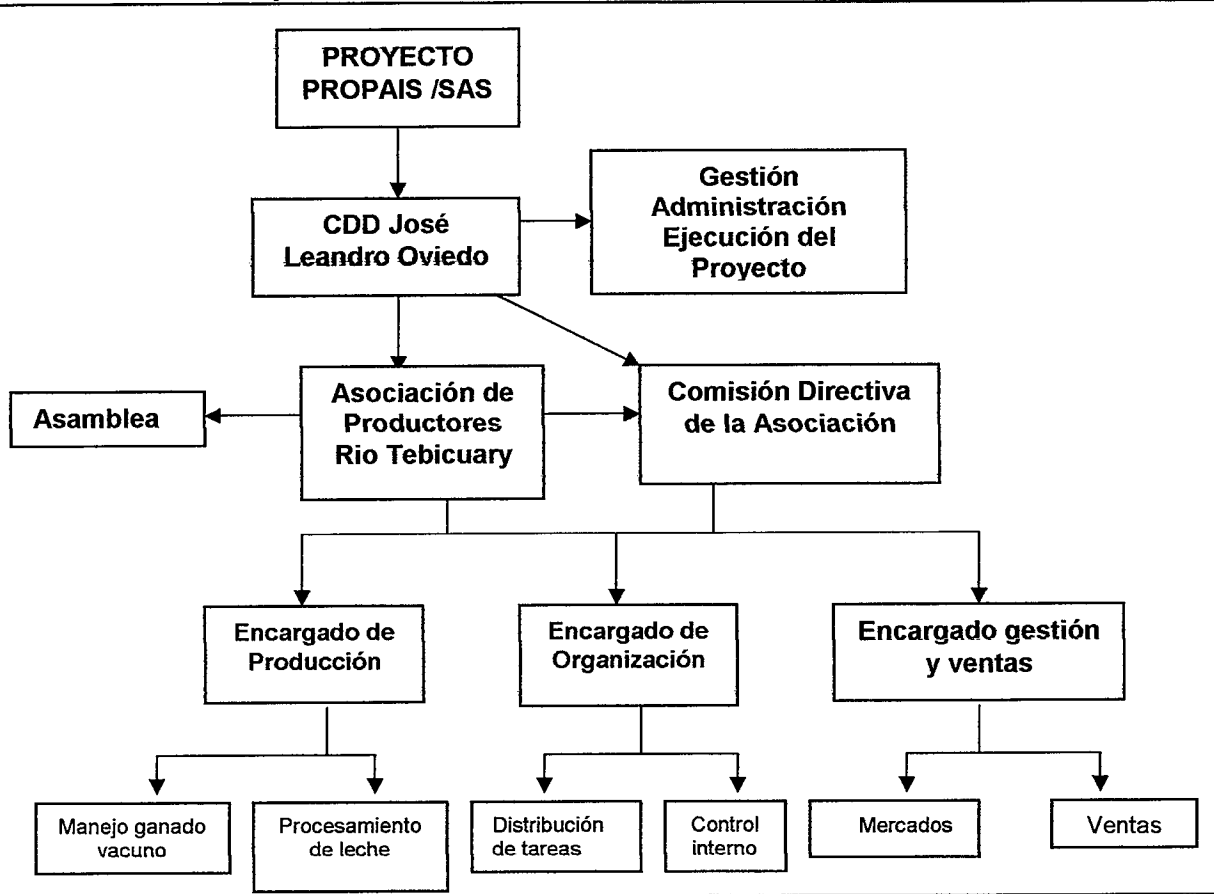 PROYECTO
PROPAIS /SAS
Gestión
Administración
Ejecución del
Proyecto
CDD José
Leandro Oviedo
Asamblea
Asociación de
Productores
Rio Tebicuary
Comisión Directiva
de la Asociación
Encargado de
Producción
Encargado de
Organización
Encargado gestión
y ventas
Manejo ganado
vacuno
Procesamiento
de leche
Distribución
de tareas
Control
interno
Mercados
Ventas